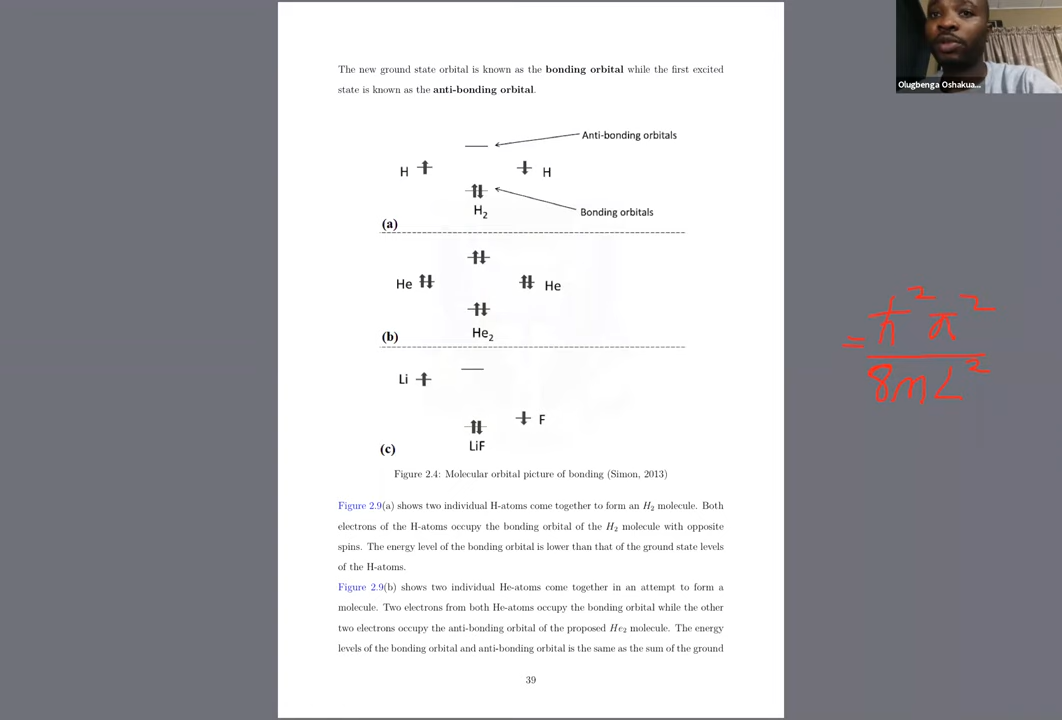 The new ground state orbital is known as the bonding orbital while the first excited
state is known as the anti-bonding orbital.
Anti-bonding orbitals
H
H
H₂
Bonding orbitals
(a)
He
He
He₂
(b)
Li
F
LiF
(c)
Figure 2.4: Molecular orbital picture of bonding (Simon, 2013)
Figure 2.9(a) shows two individual H-atoms come together to form an H₂ molecule. Both
electrons of the H-atoms occupy the bonding orbital of the H₂ molecule with opposite
spins. The energy level of the bonding orbital is lower than that of the ground state levels
of the H-atoms.
Figure 2.9(b) shows two individual He-atoms come together in an attempt to form a
molecule. Two electrons from both He-atoms occupy the bonding orbital while the other
two electrons occupy the anti-bonding orbital of the proposed He₂ molecule. The energy
levels of the bonding orbital and anti-bonding orbital is the same as the sum of the ground
39
= ħ²π²
8mL²
Olugbenga Oshakua...